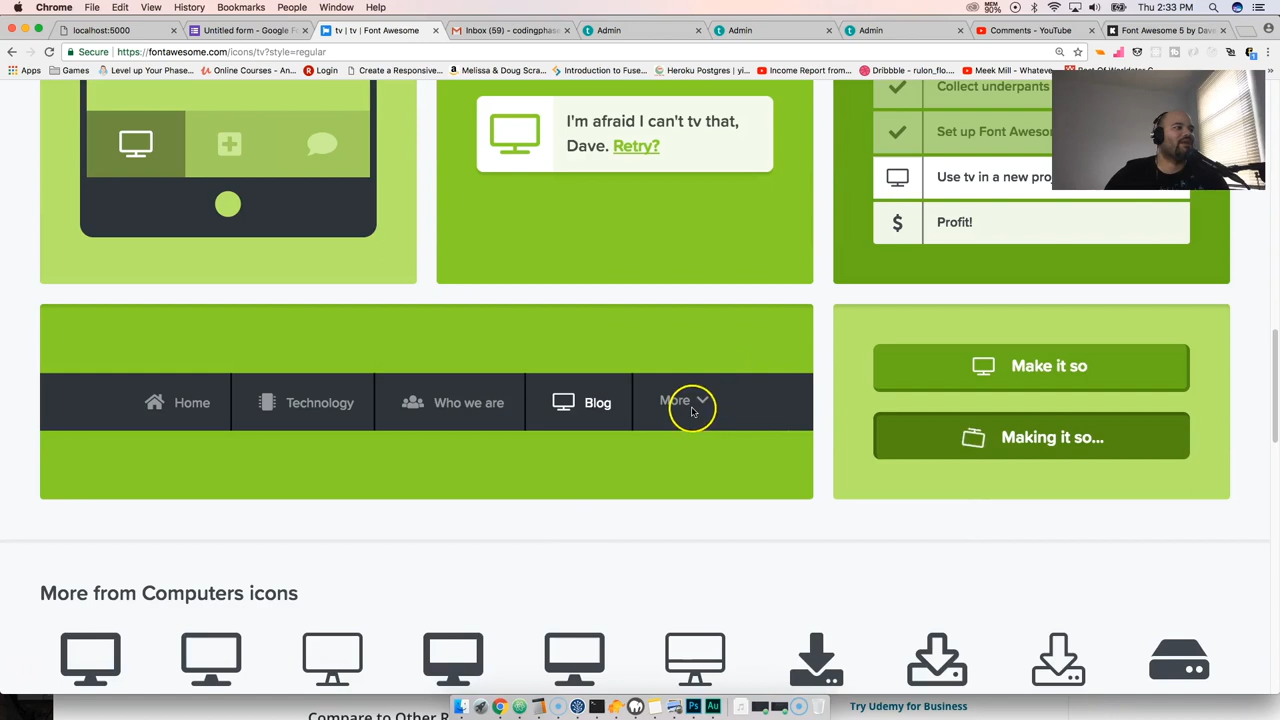 Chrome File Edit View History Bookmarks People Window Help
NEW 90%
Thu 2:33 PM
localhost:5000
Untitled form - Google F
tv | tv | Font Awesome
Inbox (59) - codingphase
Admin
Admin
Admin
Comments - YouTube
Font Awesome 5 by Dave
Secure https://fontawesome.com/icons/tv?style=regular
Apps
Games
Level up Your Phase...
Online Courses - An...
Login
Create a Responsive...
Melissa & Doug Scra...
Introduction to Fuse...
Heroku Postgres | yi...
Income Report from...
Dribbble - rulon_flo...
Meek Mill - Whateve...
I'm afraid I can't tv that,
Dave. Retry?
Collect underpants
Set up Font Aweso
Use tv in a new pro
$ Profit!
Home
Technology
Who we are
Blog
More
Make it so
Making it so...
More from Computers icons
Compare to Other R
Try Udemy for Business